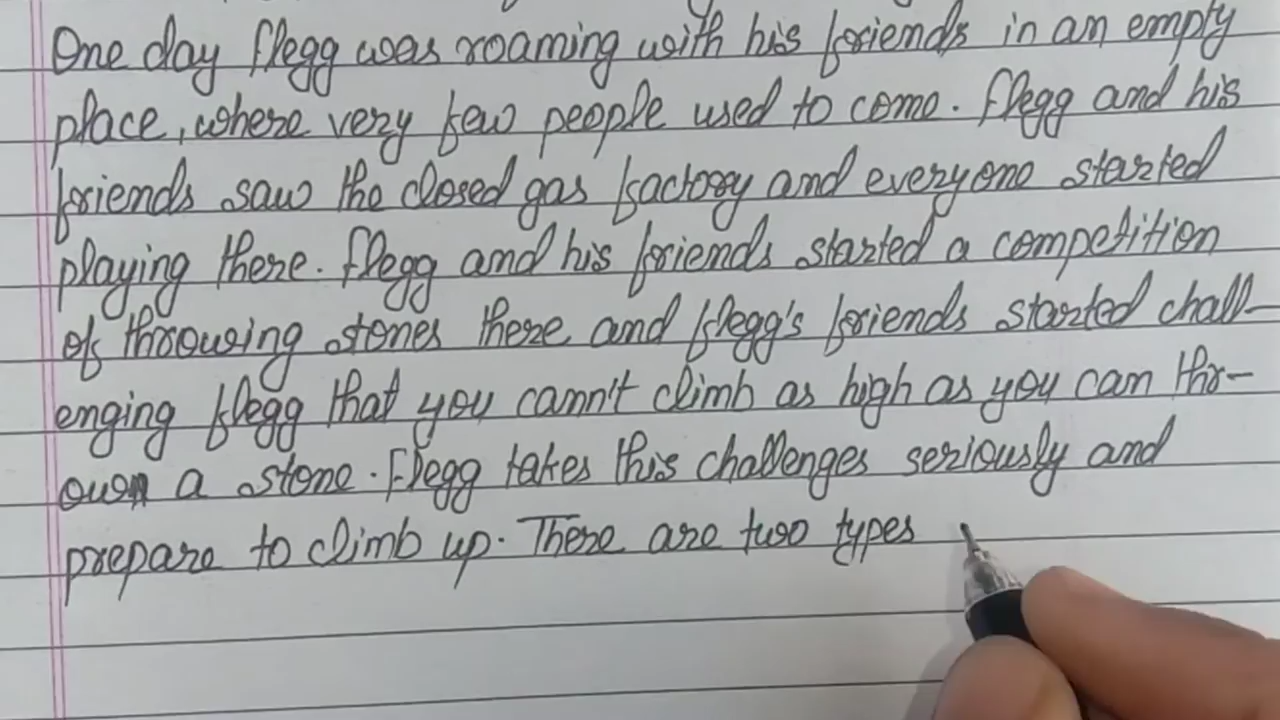 One day flegg was roaming with his friends in an empty
place, where very few people used to come. flegg and his
friends saw the closed gas factory and everyone started
playing there. flegg and his friends started a competition
of throwing stones there and flegg's friends started chall-
enging flegg that you cann't climb as high as you can thr-
own a stone. Flegg takes this challenges seriously and
prepare to climb up. There are two types